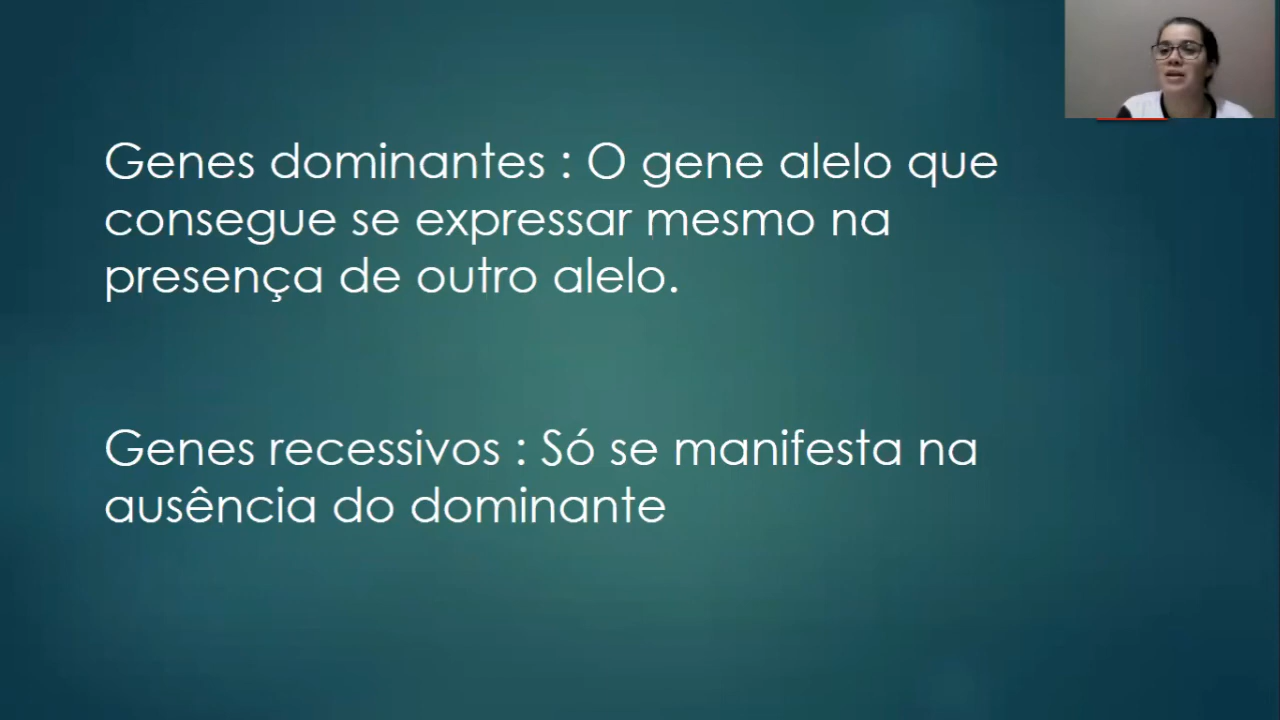 Genes dominantes : O gene alelo que
consegue se expressar mesmo na
presença de outro alelo.
Genes recessivos : Só se manifesta na
ausência do dominante